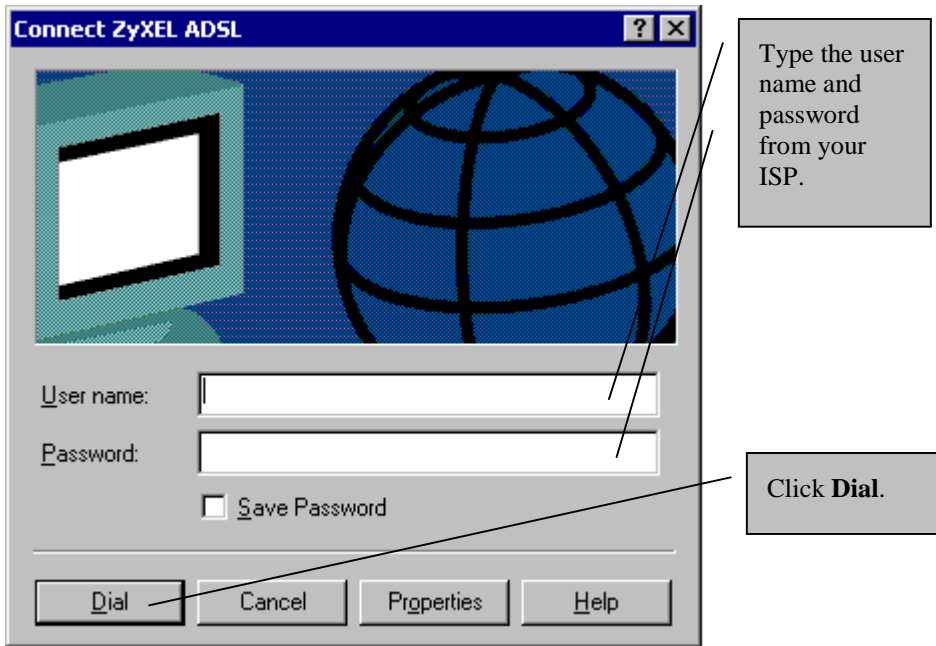 Connect ZyXEL ADSL
Type the user
name and
password
from your
ISP.
User name:
Password:
Save Password
Click Dial.
Dial
Cancel
Properties
Help